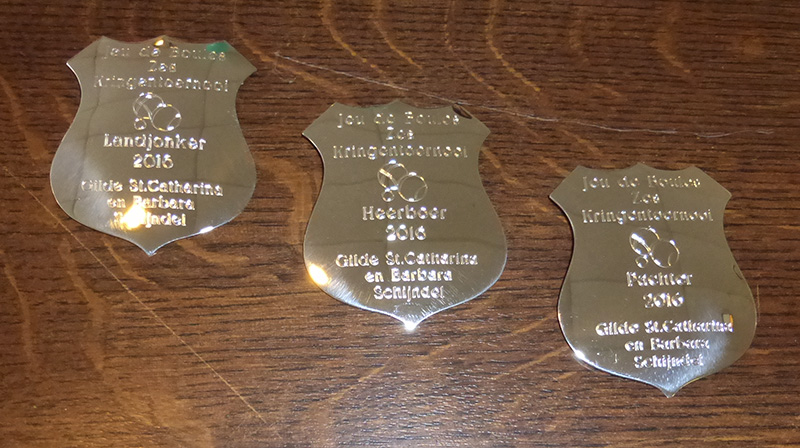 Jeu de Boules
Zes
Kringentoernooi
Landjonker
2016
Gilde St.Catharina
en Barbara
Schijndel
Jeu de Boules
Zes
Kringentoernooi
Heerboer
2016
Gilde St.Catharina
en Barbara
Schijndel
Jeu de Boules
Zes
Kringentoernooi
Pachter
2016
Gilde St.Catharina
en Barbara
Schijndel